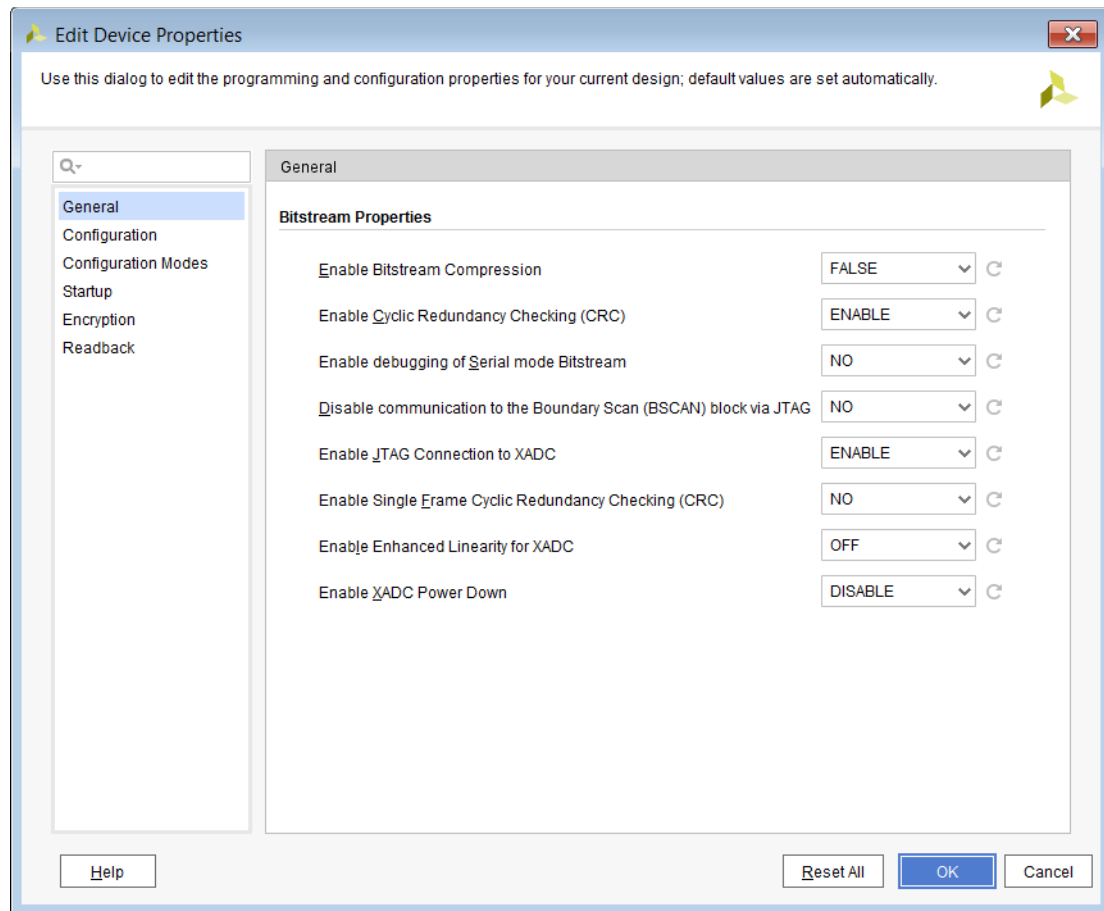 Edit Device Properties
Use this dialog to edit the programming and configuration properties for your current design; default values are set automatically.
General
Configuration
Configuration Modes
Startup
Encryption
Readback
General
Bitstream Properties
Enable Bitstream Compression FALSE
Enable Cyclic Redundancy Checking (CRC) ENABLE
Enable debugging of Serial mode Bitstream NO
Disable communication to the Boundary Scan (BSCAN) block via JTAG NO
Enable JTAG Connection to XADC ENABLE
Enable Single Frame Cyclic Redundancy Checking (CRC) NO
Enable Enhanced Linearity for XADC OFF
Enable XADC Power Down DISABLE
Help Reset All OK Cancel